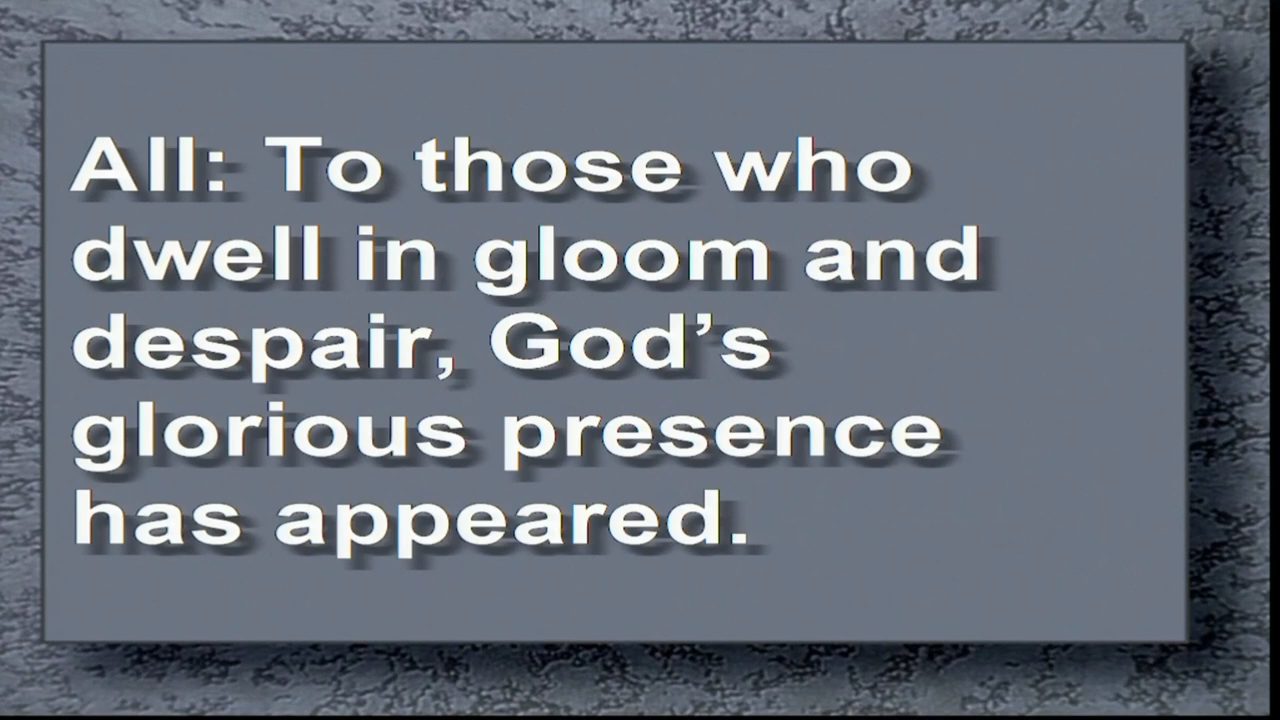 All: To those who
dwell in gloom and
despair, God’s
glorious presence
has appeared.